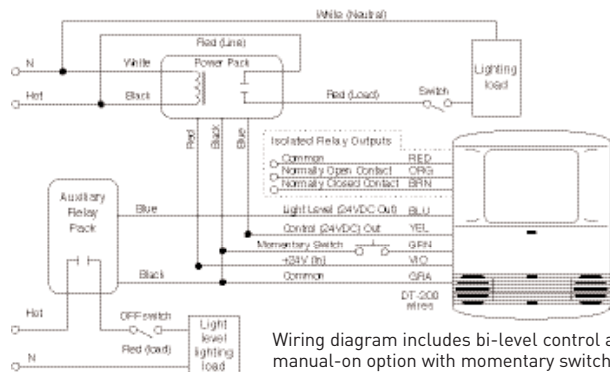 White (Neutral)
Red (Line)
N
White
Power Pack
Lighting
load
Hot
Black
Red (Load)
Switch
Red
Black
Blue
Isolated Relay Outputs
Common RED
Normally Open Contact ORG
Normally Closed Contact BRN
Auxiliary
Relay
Pack
Blue
Light Level (24VDC Out) BLU
Control (24VDC) Out YEL
Momentary Switch GRN
+24V (In) VIO
Black
Common GRA
DT-200
wires
Hot
OFF switch
Red (load)
N
Light
level
lighting
load
Wiring diagram includes bi-level control a
manual-on option with momentary switch